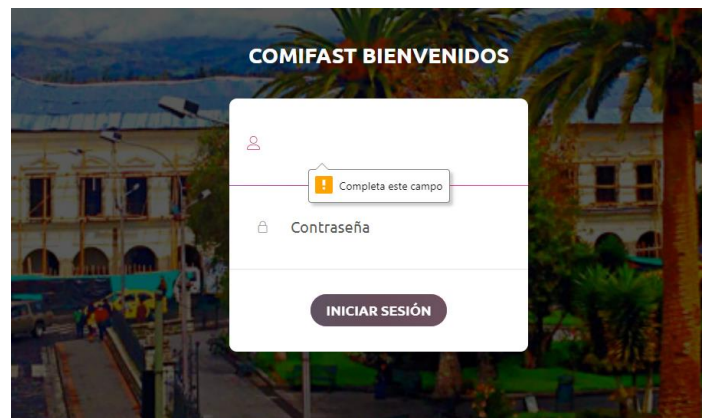 COMIFAST BIENVENIDOS
Completa este campo
Contraseña
INICIAR SESIÓN